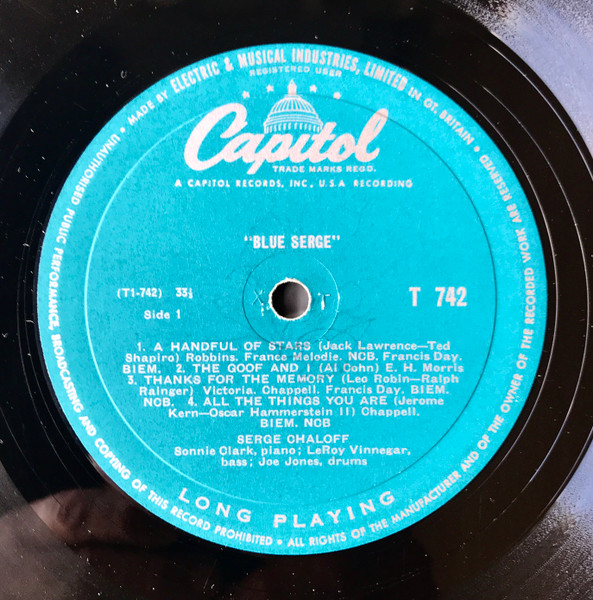 MADE BY ELECTRIC & MUSICAL INDUSTRIES, LIMITED IN GT. BRITAIN •
REGISTERED USER
Capitol
TRADE MARKS REGD.
A CAPITOL RECORDS, INC., U.S.A RECORDING
"BLUE SERGE"
(T1-742) 33⅓
T 742
Side 1
X T
1. A HANDFUL OF STARS (Jack Lawrence—Ted
Shapiro) Robbins. France Melodie. NCB. Francis Day.
BIEM. 2. THE GOOF AND I (Al Cohn) E. H. Morris
3. THANKS FOR THE MEMORY (Leo Robin—Ralph
Rainger) Victoria. Chappell. Francis Day. BIEM.
NCB. 4. ALL THE THINGS YOU ARE (Jerome
Kern—Oscar Hammerstein II) Chappell.
BIEM. NCB
SERGE CHALOFF
Sonnie Clark, piano; LeRoy Vinnegar,
bass; Joe Jones, drums
LONG PLAYING
UNAUTHORISED PUBLIC PERFORMANCE, BROADCASTING AND COPYING OF THIS RECORD PROHIBITED • ALL RIGHTS OF THE MANUFACTURER AND OF THE OWNER OF THE RECORDED WORK ARE RESERVED